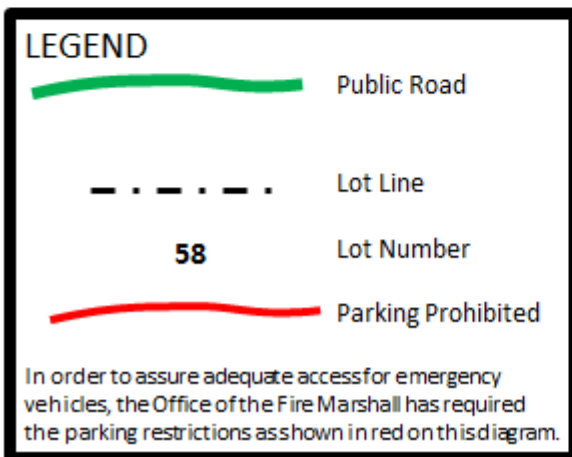 LEGEND
Public Road
Lot Line
58 Lot Number
Parking Prohibited
In order to assure adequate access for emergency
vehicles, the Office of the Fire Marshall has required
the parking restrictions as shown in red on this diagram.